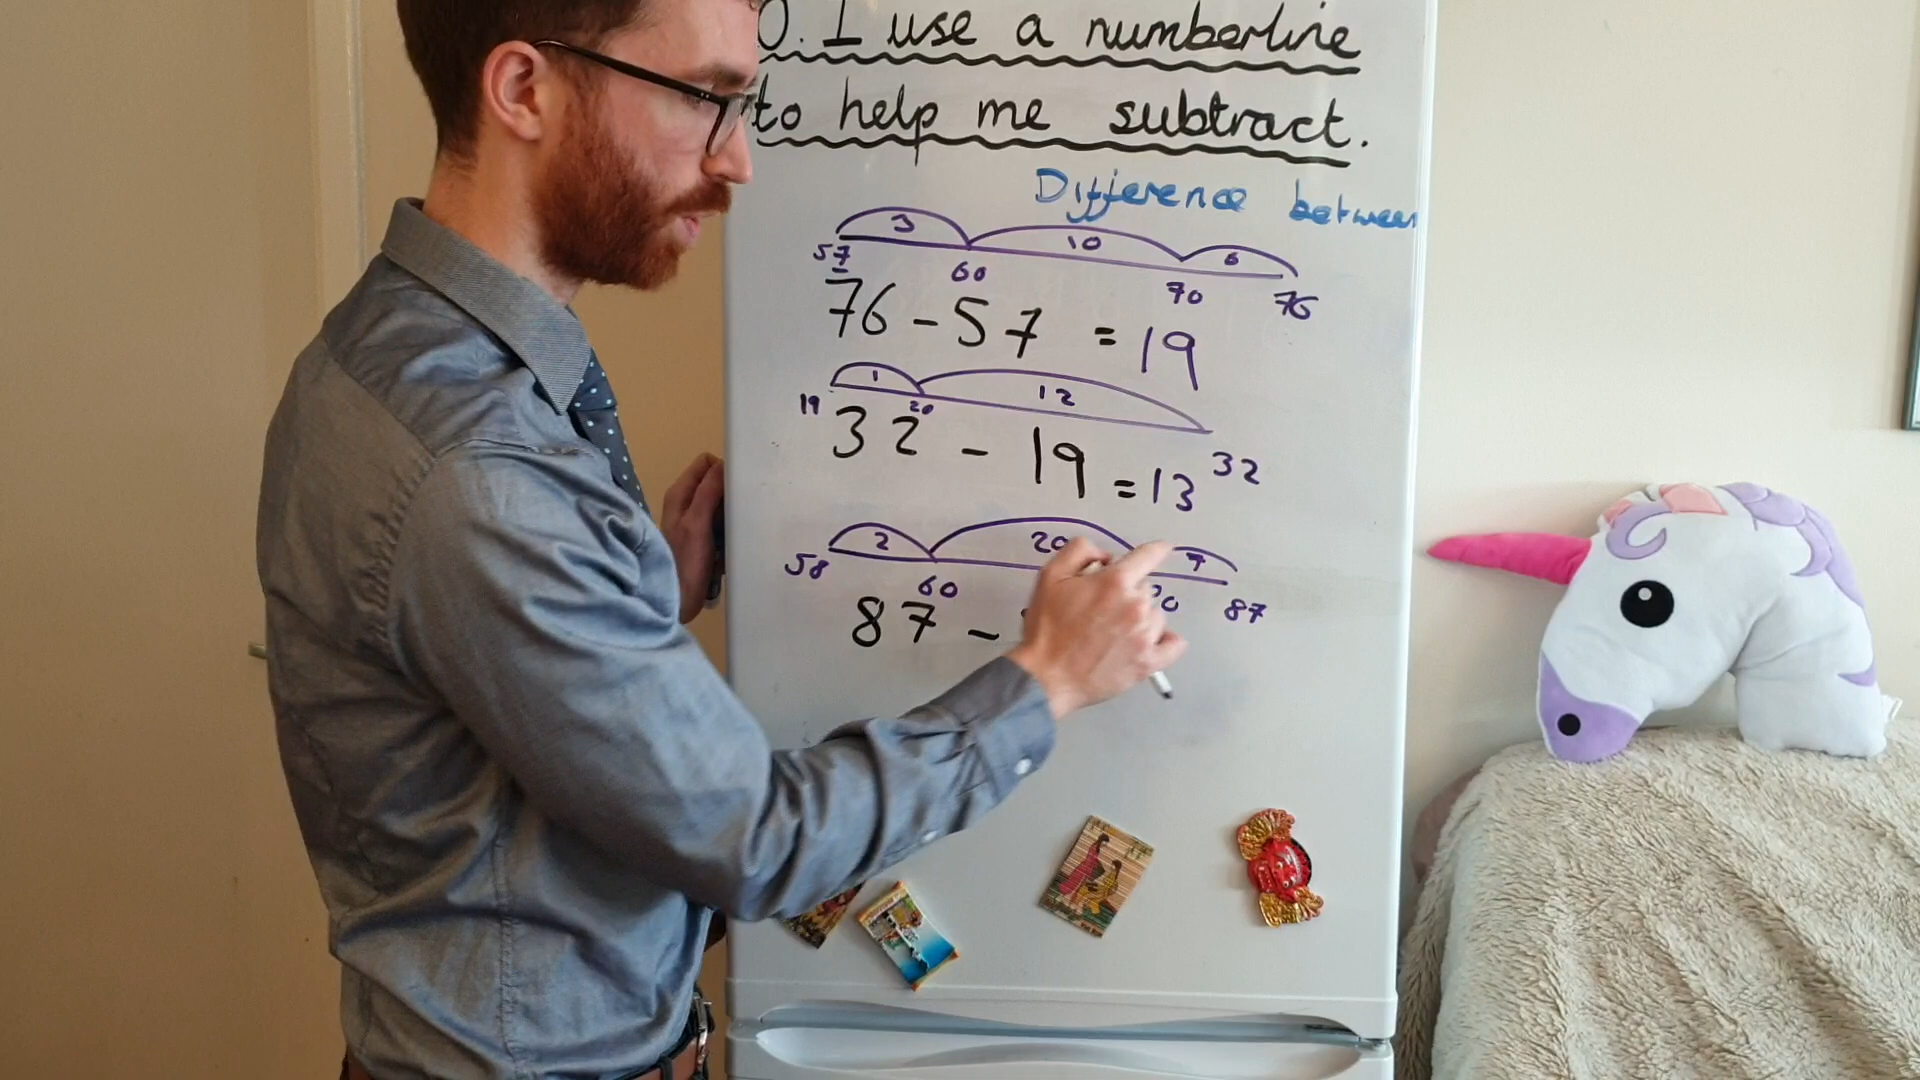 O. I use a numberline
to help me subtract.
Difference between
3 10 6
57 60 70 76
76 - 57 = 19
1 12
19 20 32
32 - 19 = 13
2 20 7
58 60 87
87 -